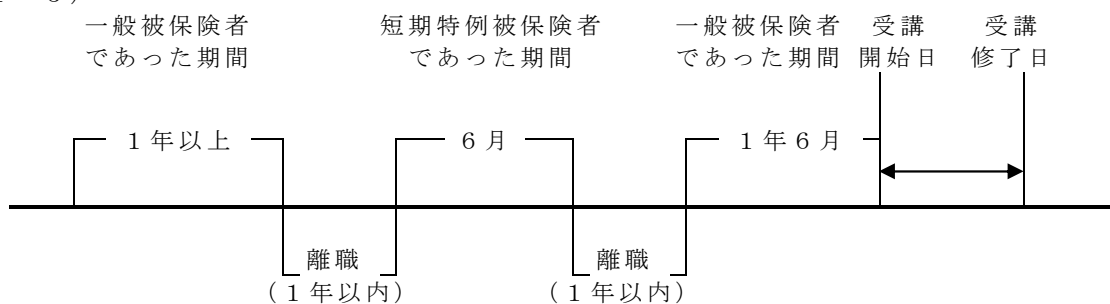 一般被保険者
であった期間
短期特例被保険者
であった期間
一般被保険者
であった期間
受講
開始日
受講
修了日
１年以上
６月
１年６月
離職
（１年以内）
離職
（１年以内）